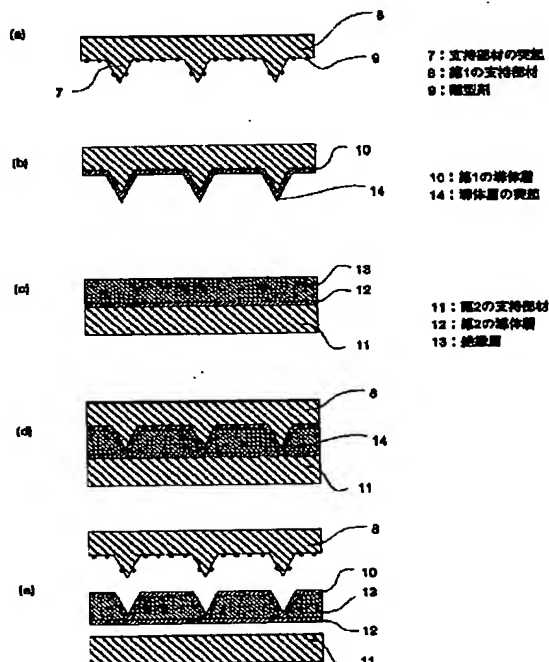 (a)
8
9
7
7：支持部材の突起
8：第1の支持部材
9：離型剤
(b)
10
14
10：第1の導体層
14：導体層の突起
(c)
13
12
11
11：第2の支持部材
12：第2の導体層
13：絶縁層
(d)
8
14
11
(e)
8
10
13
12
11